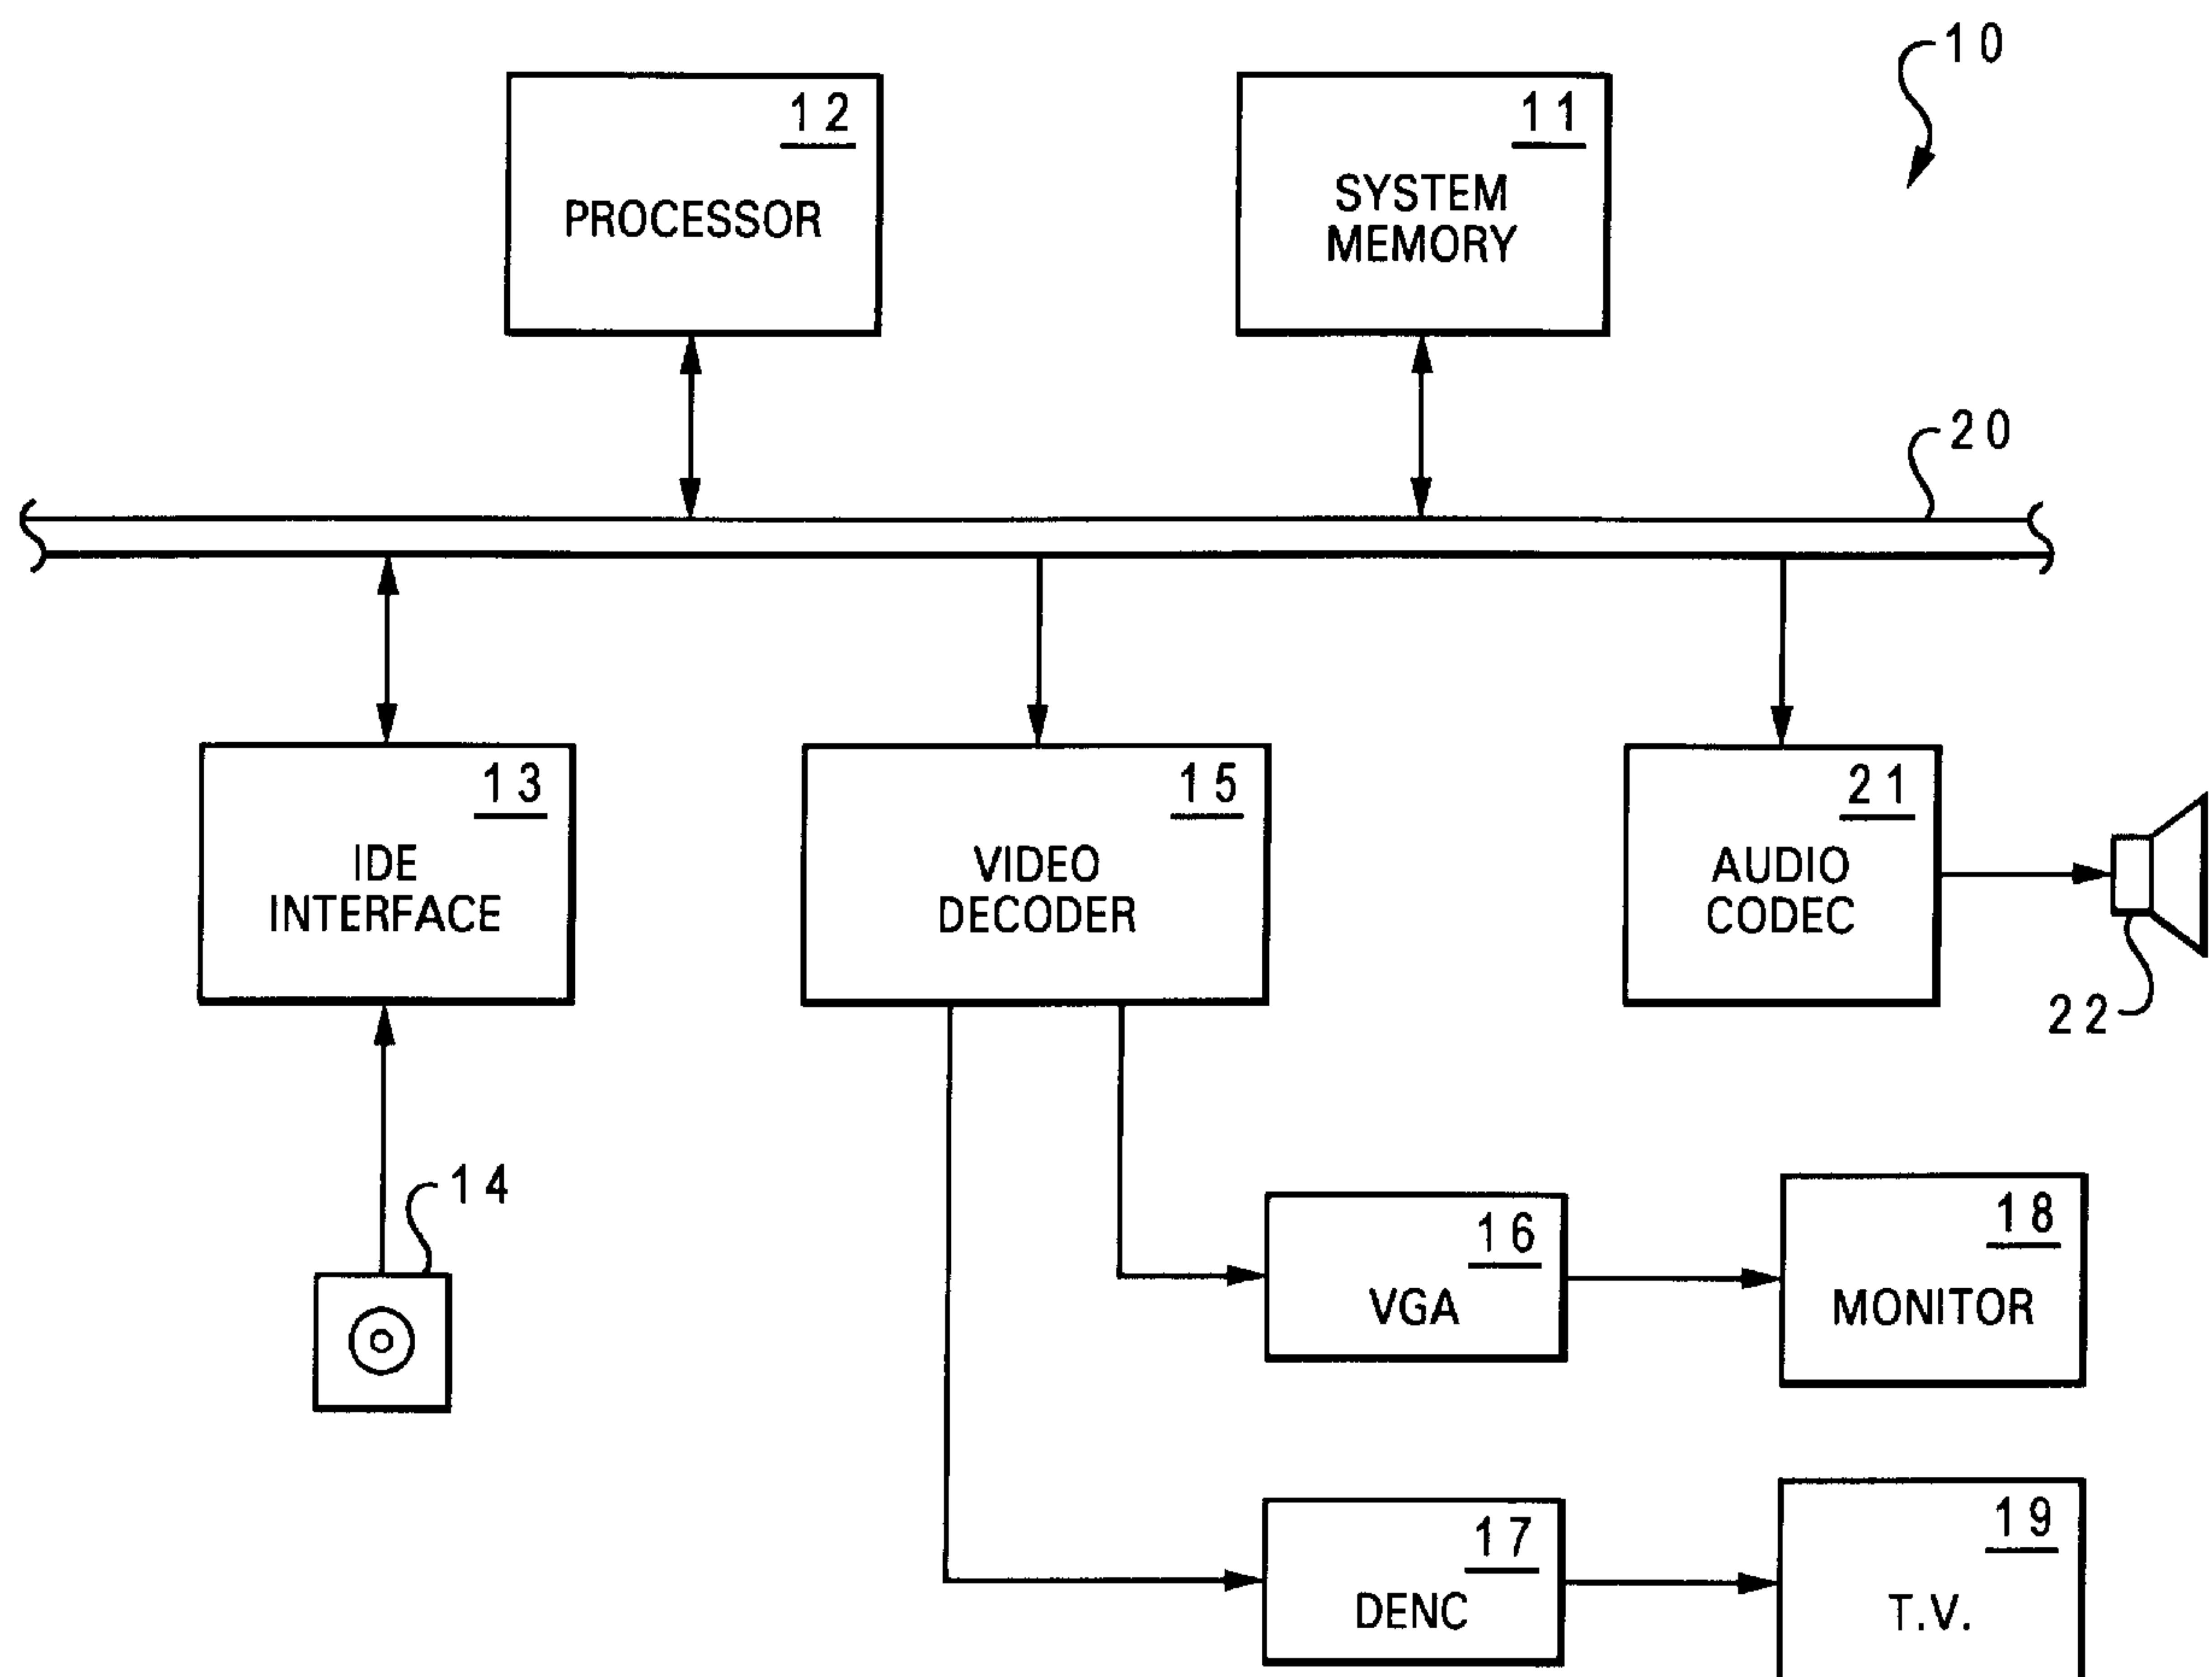 10
12
PROCESSOR
11
SYSTEM
MEMORY
20
13
IDE
INTERFACE
15
VIDEO
DECODER
21
AUDIO
CODEC
22
14
16
VGA
18
MONITOR
17
DENC
19
T.V.